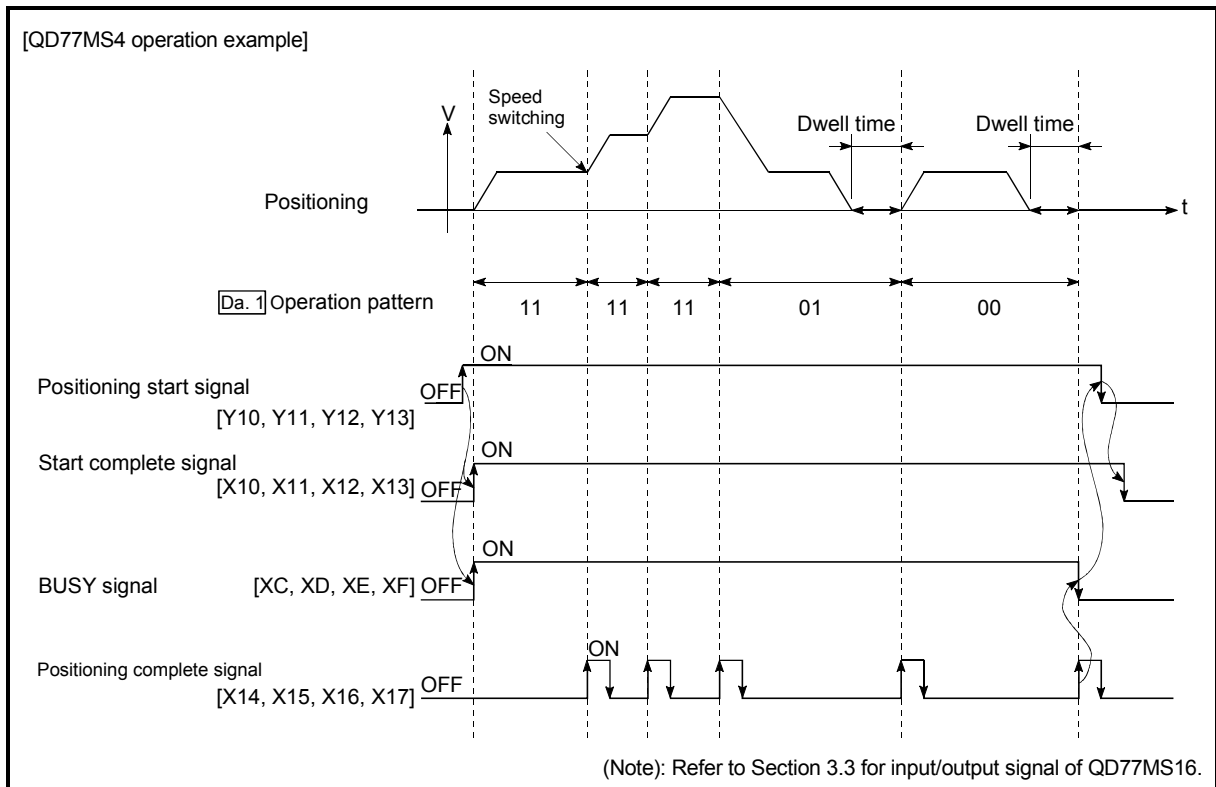 [QD77MS4 operation example]
V
Speed
switching
Dwell time
Dwell time
Positioning
t
Da. 1 Operation pattern
11
11
11
01
00
ON
Positioning start signal
OFF
[Y10, Y11, Y12, Y13]
ON
Start complete signal
[X10, X11, X12, X13]
OFF
ON
BUSY signal
[XC, XD, XE, XF]
OFF
ON
Positioning complete signal
OFF
[X14, X15, X16, X17]
(Note): Refer to Section 3.3 for input/output signal of QD77MS16.